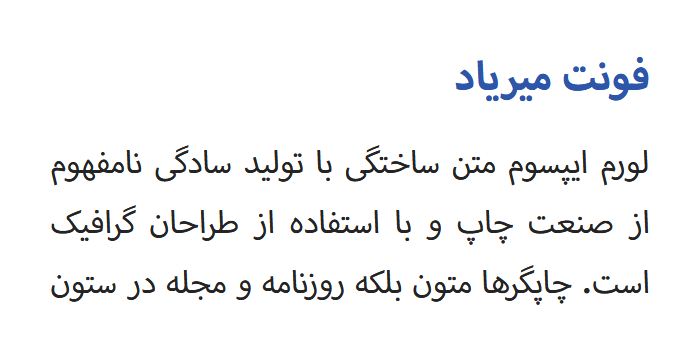 فونت میریاد
لورم ایپسوم متن ساختگی با تولید سادگی نامفهوم
از صنعت چاپ و با استفاده از طراحان گرافیک
است. چاپگرها متون بلکه روزنامه و مجله در ستون